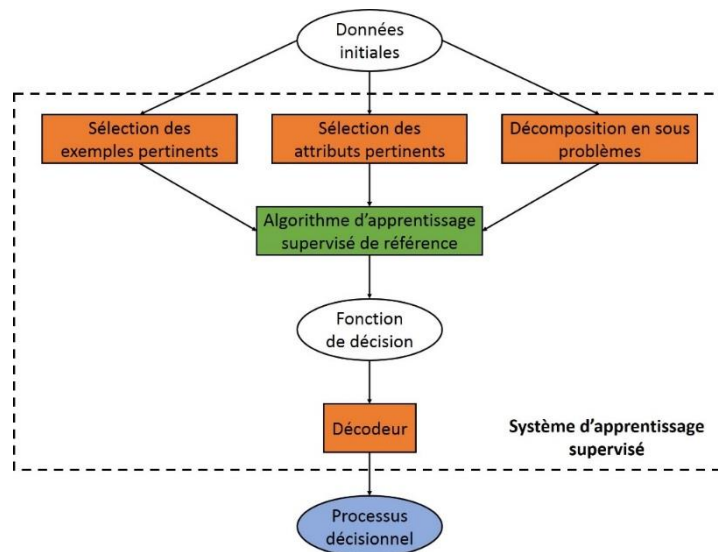 Données
initiales
Sélection des
exemples pertinents
Sélection des
attributs pertinents
Décomposition en sous
problèmes
Algorithme d'apprentissage
supervisé de référence
Fonction
de décision
Décodeur
Système d'apprentissage
supervisé
Processus
décisionnel